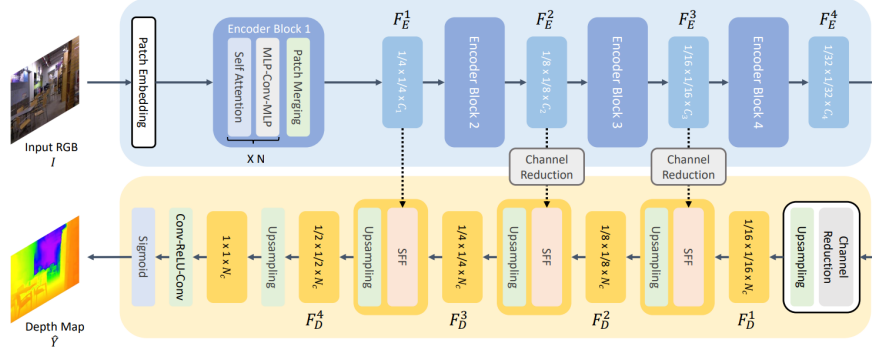 F_E^1
F_E^2
F_E^3
F_E^4
Encoder Block 1
Patch Embedding
Self Attention
MLP-Conv-MLP
Patch Merging
X N
1/4 x 1/4 x C_1
Encoder Block 2
1/8 x 1/8 x C_2
Encoder Block 3
1/16 x 1/16 x C_3
Encoder Block 4
1/32 x 1/32 x C_4
Input RGB
I
Channel
Reduction
Channel
Reduction
Sigmoid
Conv-ReLU-Conv
1 x 1 x N_c
Upsampling
1/2 x 1/2 x N_c
Upsampling
SFF
1/4 x 1/4 x N_c
Upsampling
SFF
1/8 x 1/8 x N_c
Upsampling
SFF
1/16 x 1/16 x N_c
Upsampling
Channel
Reduction
F_D^4
F_D^3
F_D^2
F_D^1
Depth Map
Ŷ